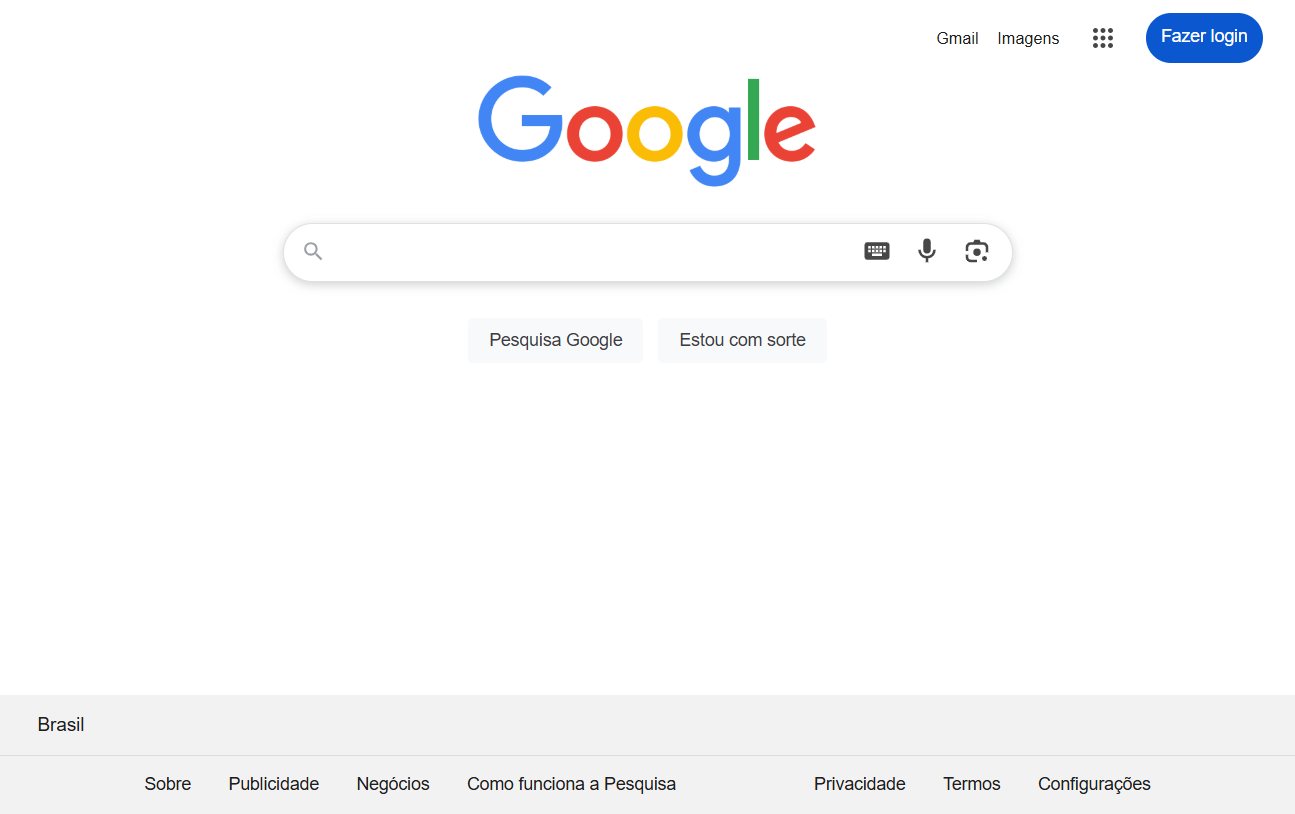 Gmail Imagens Fazer login
Google
Pesquisa Google Estou com sorte
Brasil
Sobre Publicidade Negócios Como funciona a Pesquisa Privacidade Termos Configurações